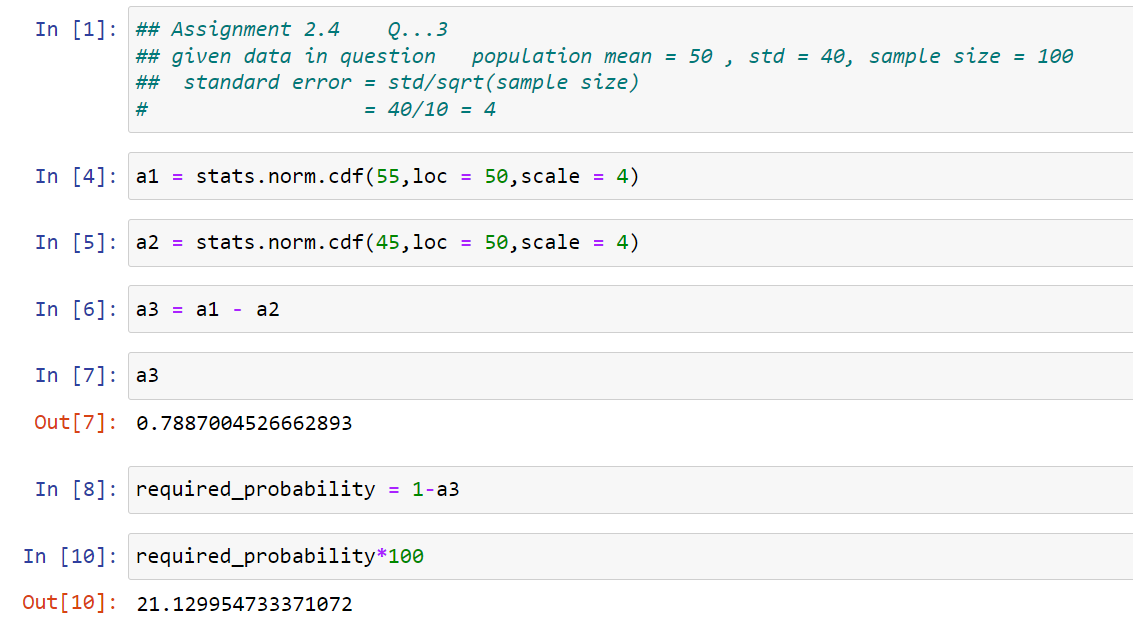 In [1]: ## Assignment 2.4    Q...3
## given data in question   population mean = 50 , std = 40, sample size = 100
##  standard error = std/sqrt(sample size)
#                  = 40/10 = 4
In [4]: a1 = stats.norm.cdf(55,loc = 50,scale = 4)
In [5]: a2 = stats.norm.cdf(45,loc = 50,scale = 4)
In [6]: a3 = a1 - a2
In [7]: a3
Out[7]: 0.7887004526662893
In [8]: required_probability = 1-a3
In [10]: required_probability*100
Out[10]: 21.129954733371072